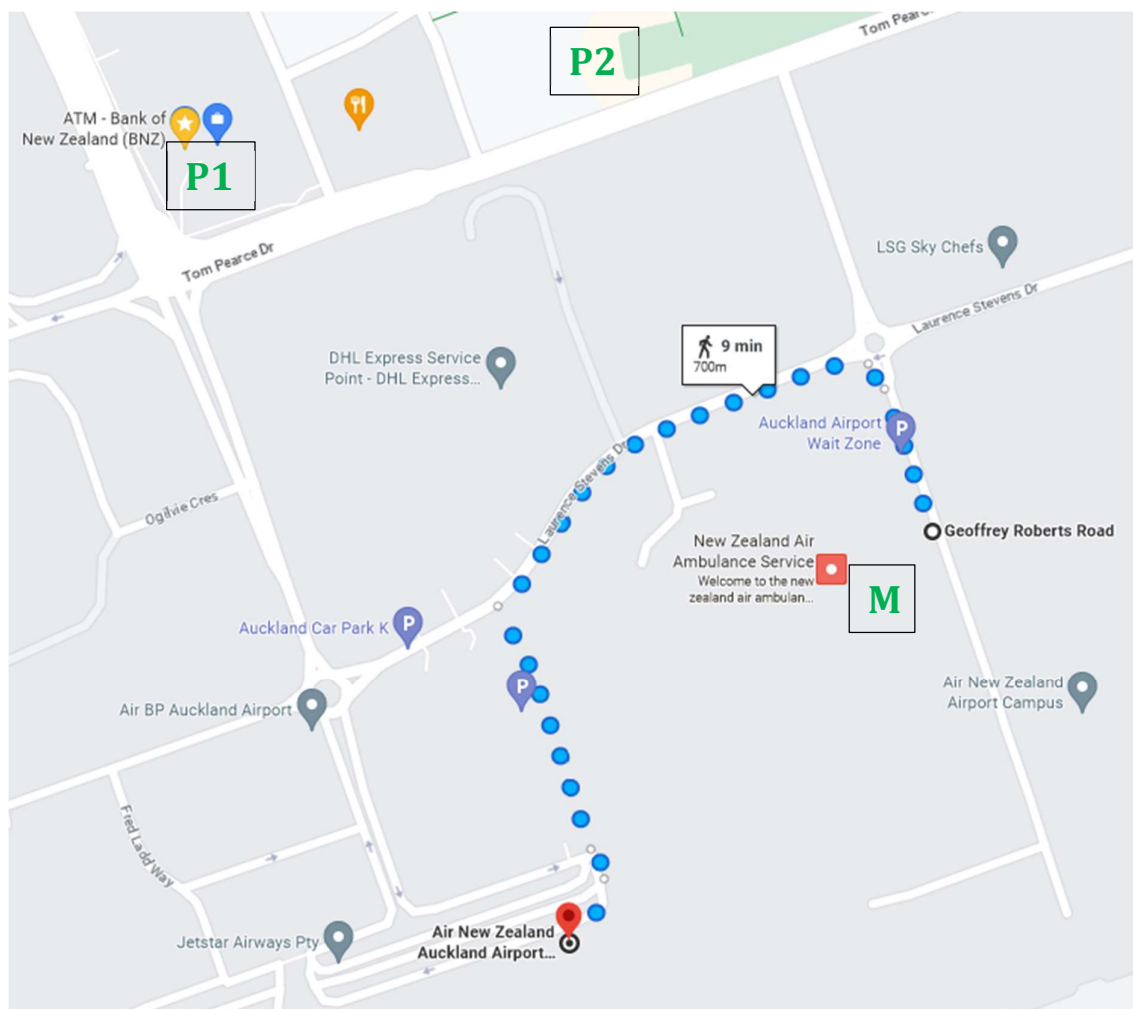 P2
Tom Pearce
ATM - Bank of
New Zealand (BNZ)
P1
Tom Pearce Dr
LSG Sky Chefs
Laurence Stevens Dr
9 min
700m
DHL Express Service
Point - DHL Express...
Auckland Airport
Wait Zone
P
Laurence Stevens Dr
Ogilvie Cres
Geoffrey Roberts Road
New Zealand Air
Ambulance Service
Welcome to the new
zealand air ambulan...
M
Auckland Car Park K
P
P
Air BP Auckland Airport
Air New Zealand
Airport Campus
Fred Ladd Way
Jetstar Airways Pty
Air New Zealand
Auckland Airport...